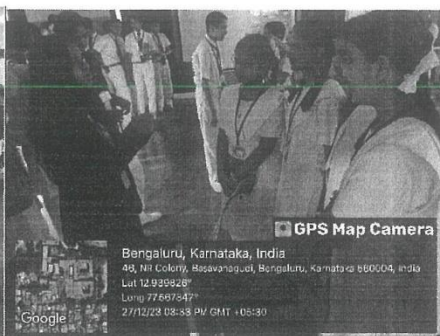 GPS Map Camera
Bengaluru, Karnataka, India
46, NR Colony, Basavanagudi, Bengaluru, Karnataka 560004, India
Lat 12.939826°
Long 77.567847°
27/12/23 03:33 PM GMT +05:30
Google